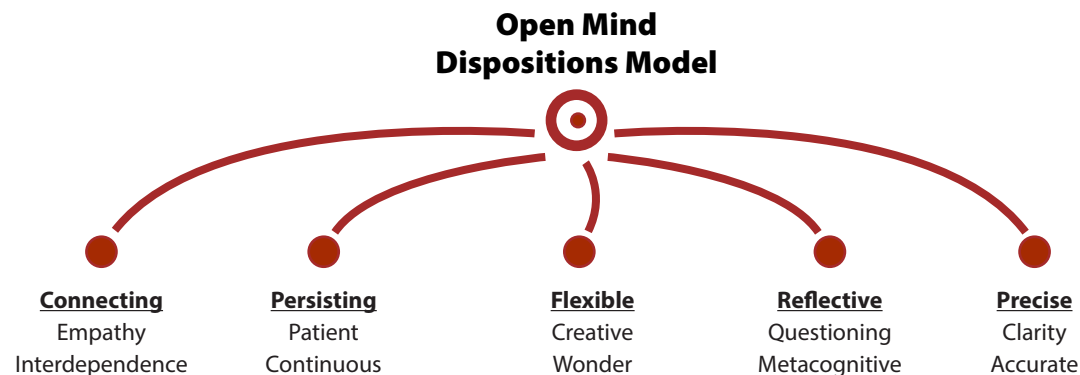 Open Mind
Dispositions Model
Connecting
Empathy
Interdependence
Persisting
Patient
Continuous
Flexible
Creative
Wonder
Reflective
Questioning
Metacognitive
Precise
Clarity
Accurate